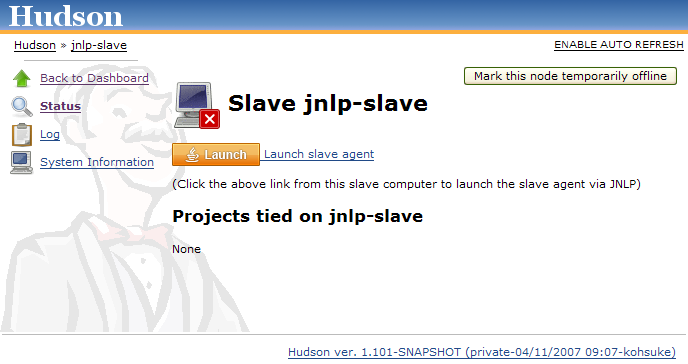 Hudson
Hudson » jnlp-slave
ENABLE AUTO REFRESH
Back to Dashboard
Status
Log
System Information
Mark this node temporarily offline
Slave jnlp-slave
Launch Launch slave agent
(Click the above link from this slave computer to launch the slave agent via JNLP)
Projects tied on jnlp-slave
None
Hudson ver. 1.101-SNAPSHOT (private-04/11/2007 09:07-kohsuke)